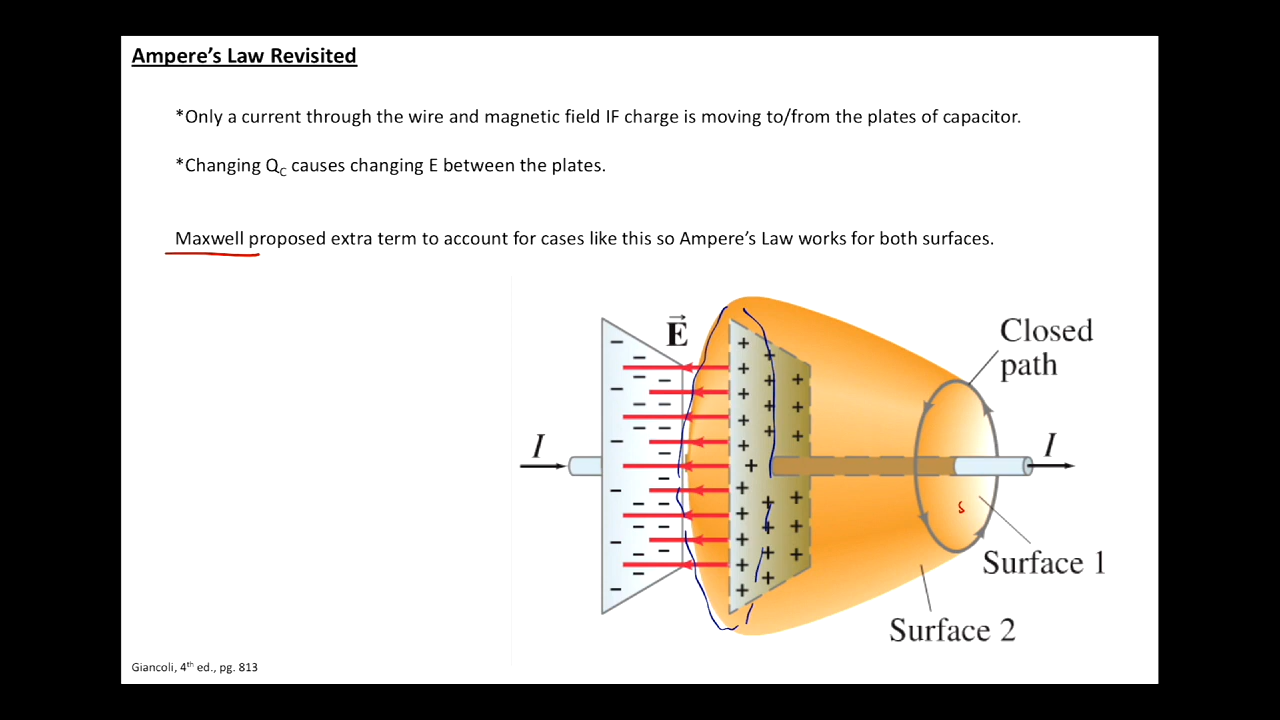 Ampere’s Law Revisited
*Only a current through the wire and magnetic field IF charge is moving to/from the plates of capacitor.
*Changing Q_C causes changing E between the plates.
Maxwell proposed extra term to account for cases like this so Ampere’s Law works for both surfaces.
E
Closed
path
I
I
Surface 1
Surface 2
Giancoli, 4th ed., pg. 813